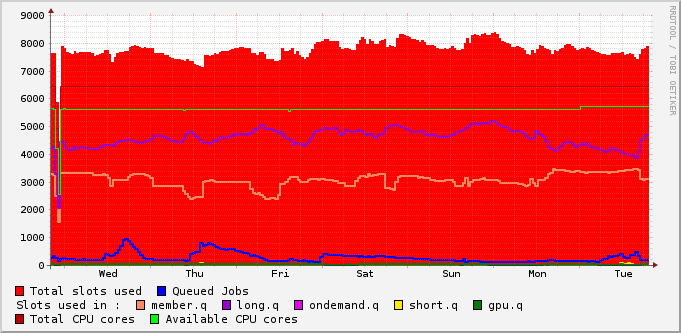 9000
8000
7000
6000
5000
4000
3000
2000
1000
0
Wed Thu Fri Sat Sun Mon Tue
RRDTOOL / TOBI OETIKER
Total slots used Queued Jobs
Slots used in : member.q long.q ondemand.q short.q gpu.q
Total CPU cores Available CPU cores